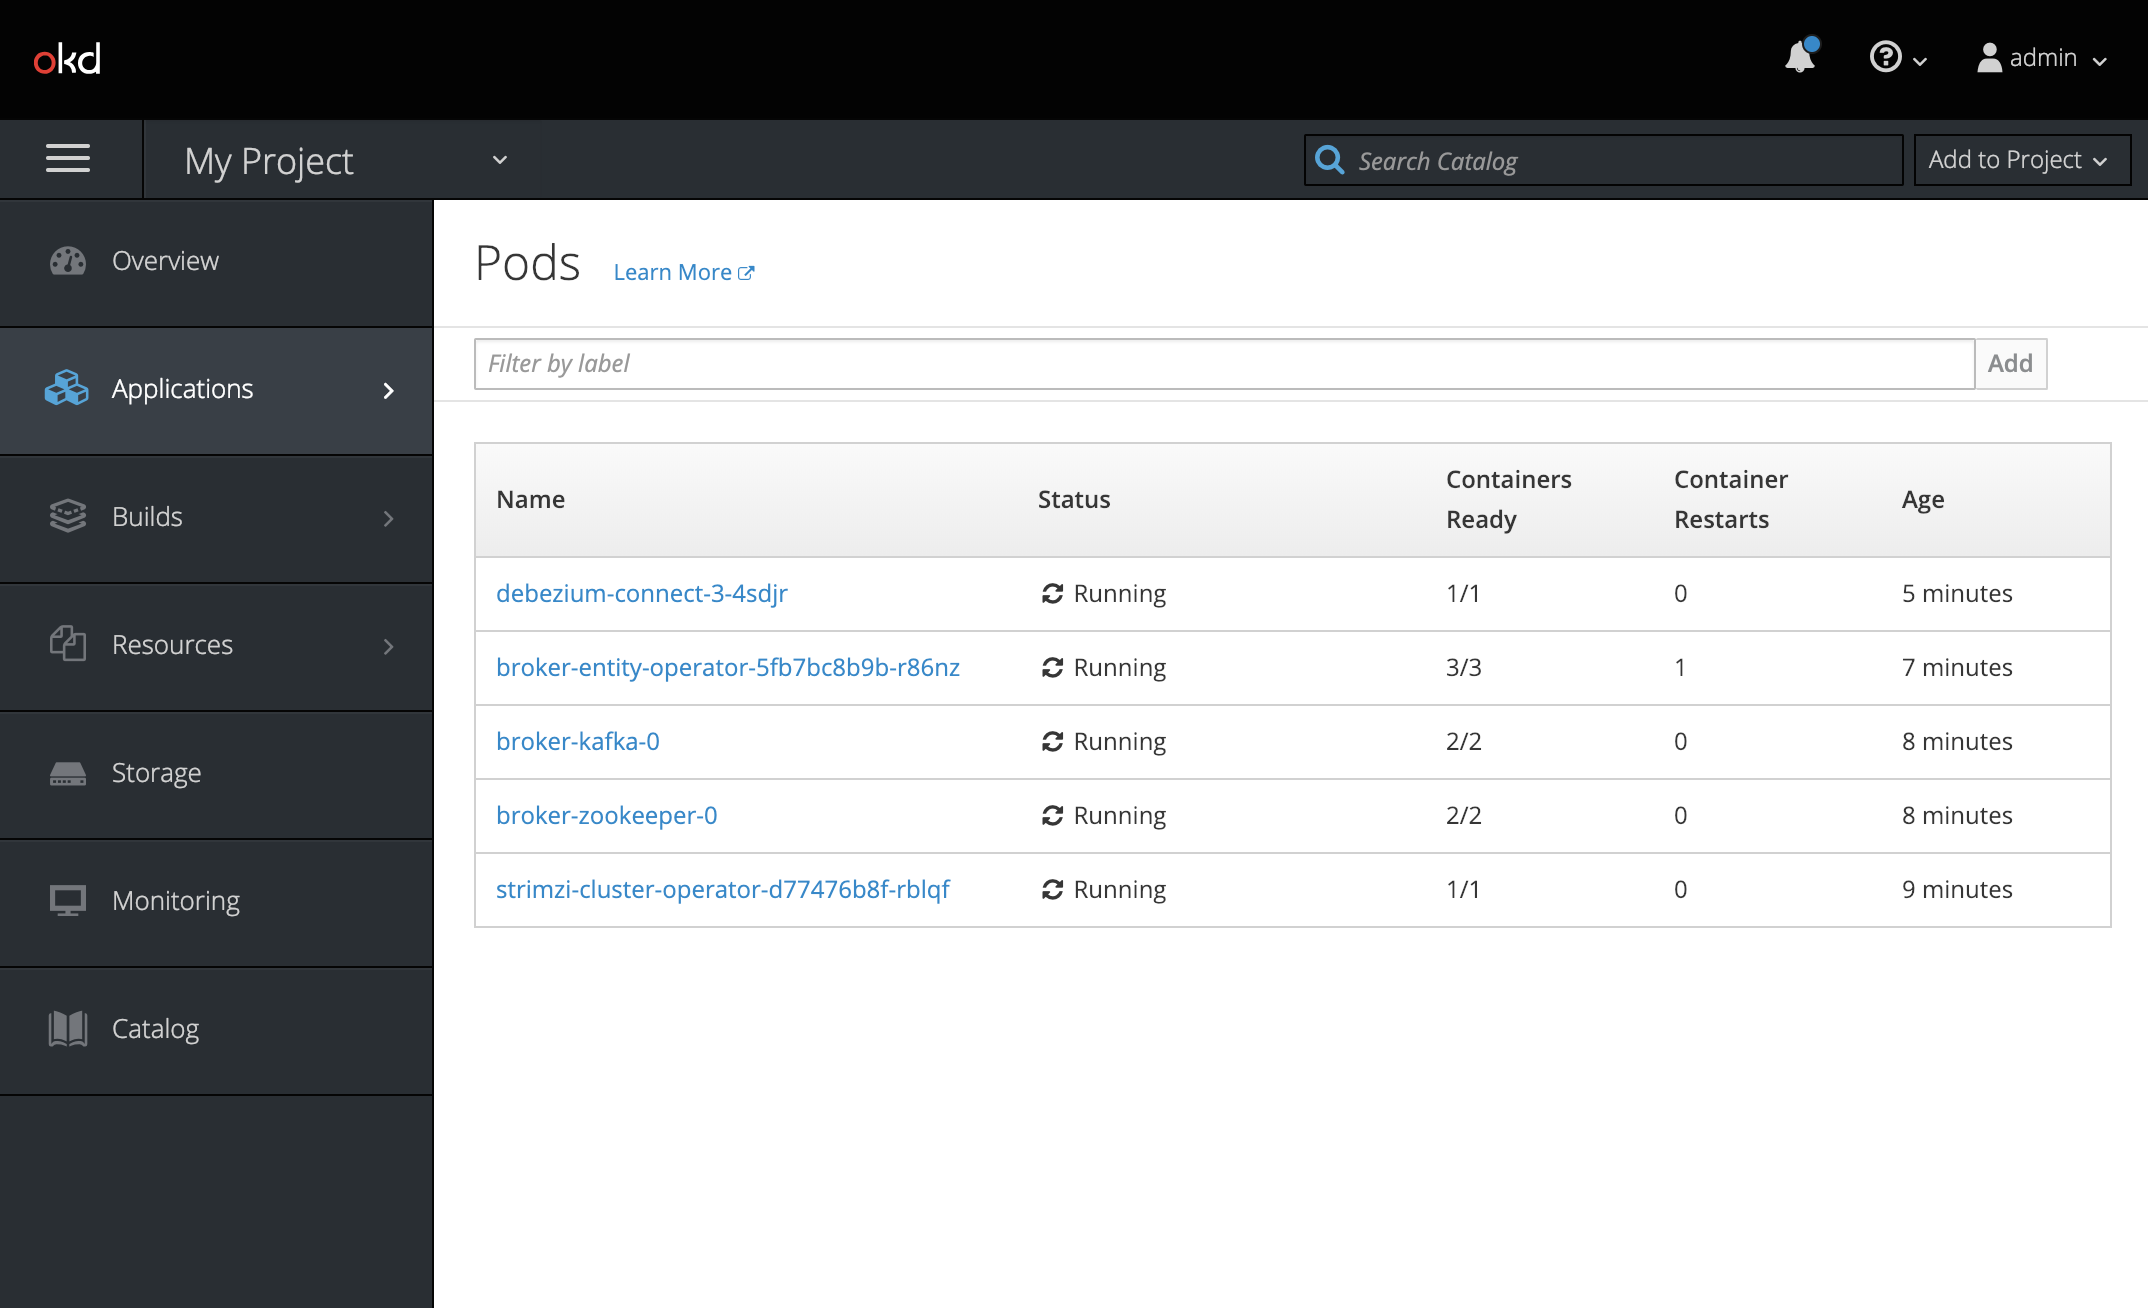 okd
admin
My Project
Search Catalog
Add to Project
Overview
Applications
Builds
Resources
Storage
Monitoring
Catalog
Pods Learn More
Filter by label Add
Name Status Containers Ready Container Restarts Age
debezium-connect-3-4sdjr Running 1/1 0 5 minutes
broker-entity-operator-5fb7bc8b9b-r86nz Running 3/3 1 7 minutes
broker-kafka-0 Running 2/2 0 8 minutes
broker-zookeeper-0 Running 2/2 0 8 minutes
strimzi-cluster-operator-d77476b8f-rblqf Running 1/1 0 9 minutes